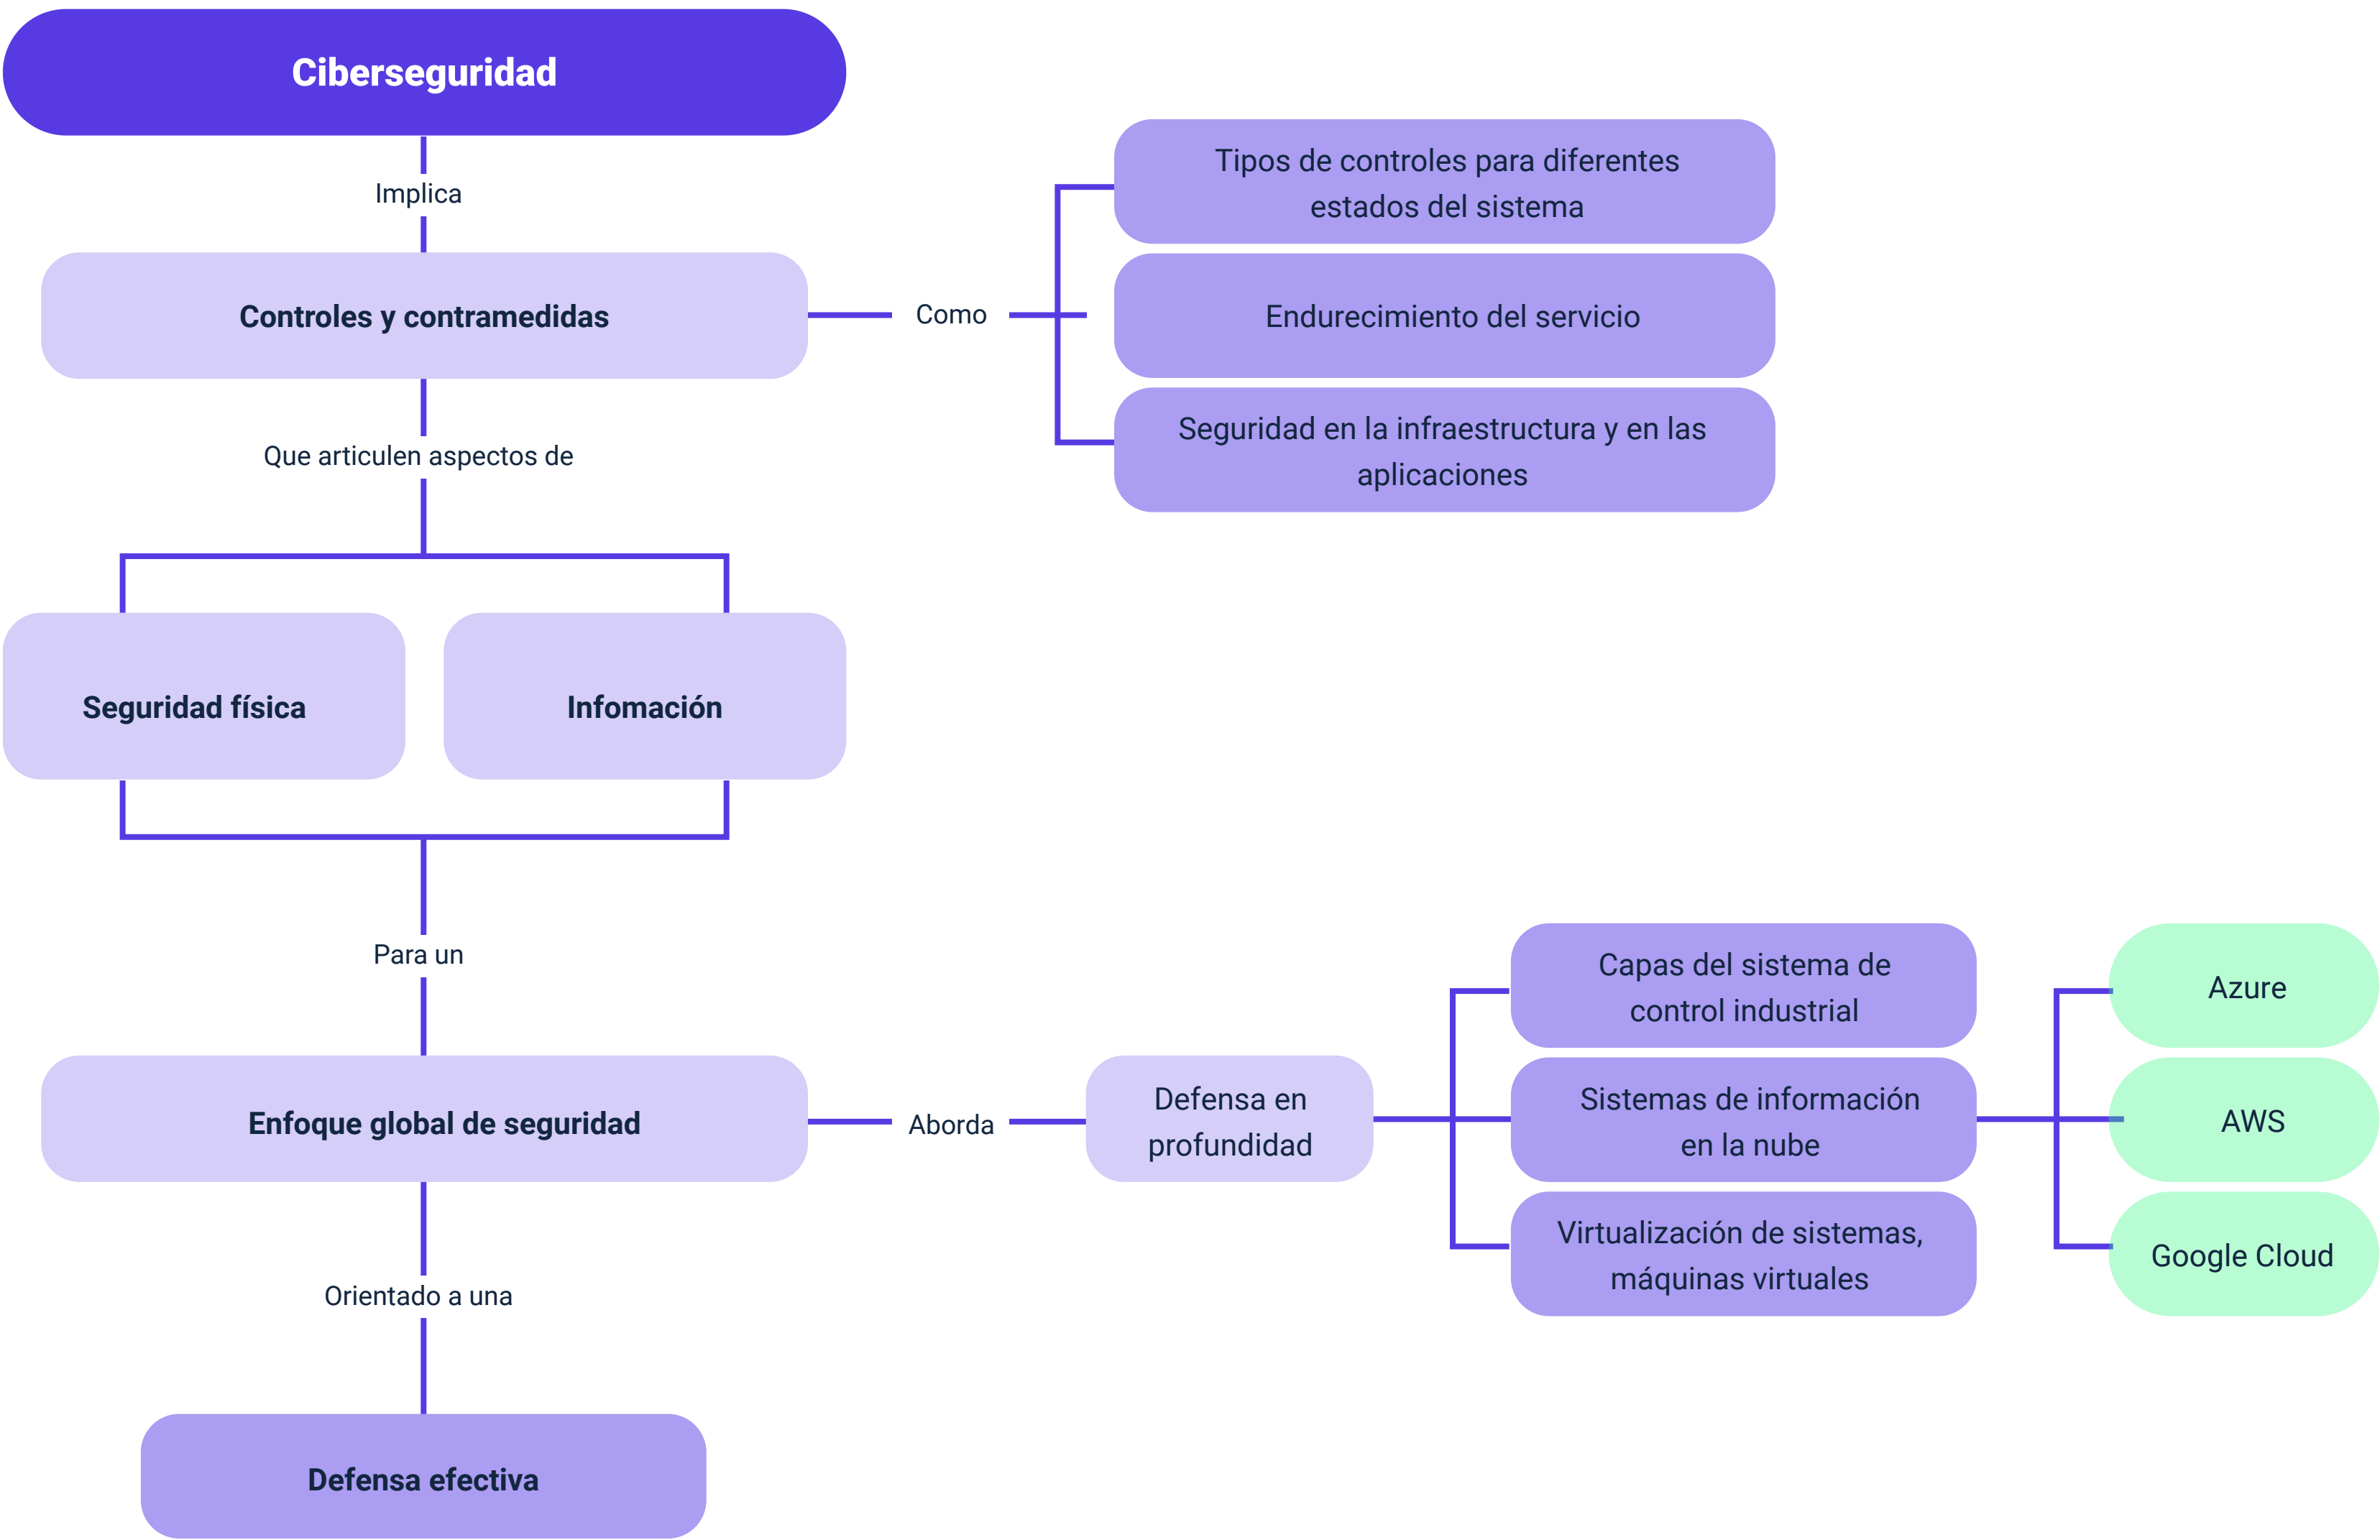 Ciberseguridad
Implica
Controles y contramedidas
Como
Tipos de controles para diferentes
estados del sistema
Endurecimiento del servicio
Seguridad en la infraestructura y en las
aplicaciones
Que articulen aspectos de
Seguridad física
Infomación
Para un
Enfoque global de seguridad
Aborda
Defensa en
profundidad
Capas del sistema de
control industrial
Sistemas de información
en la nube
Virtualización de sistemas,
máquinas virtuales
Azure
AWS
Google Cloud
Orientado a una
Defensa efectiva